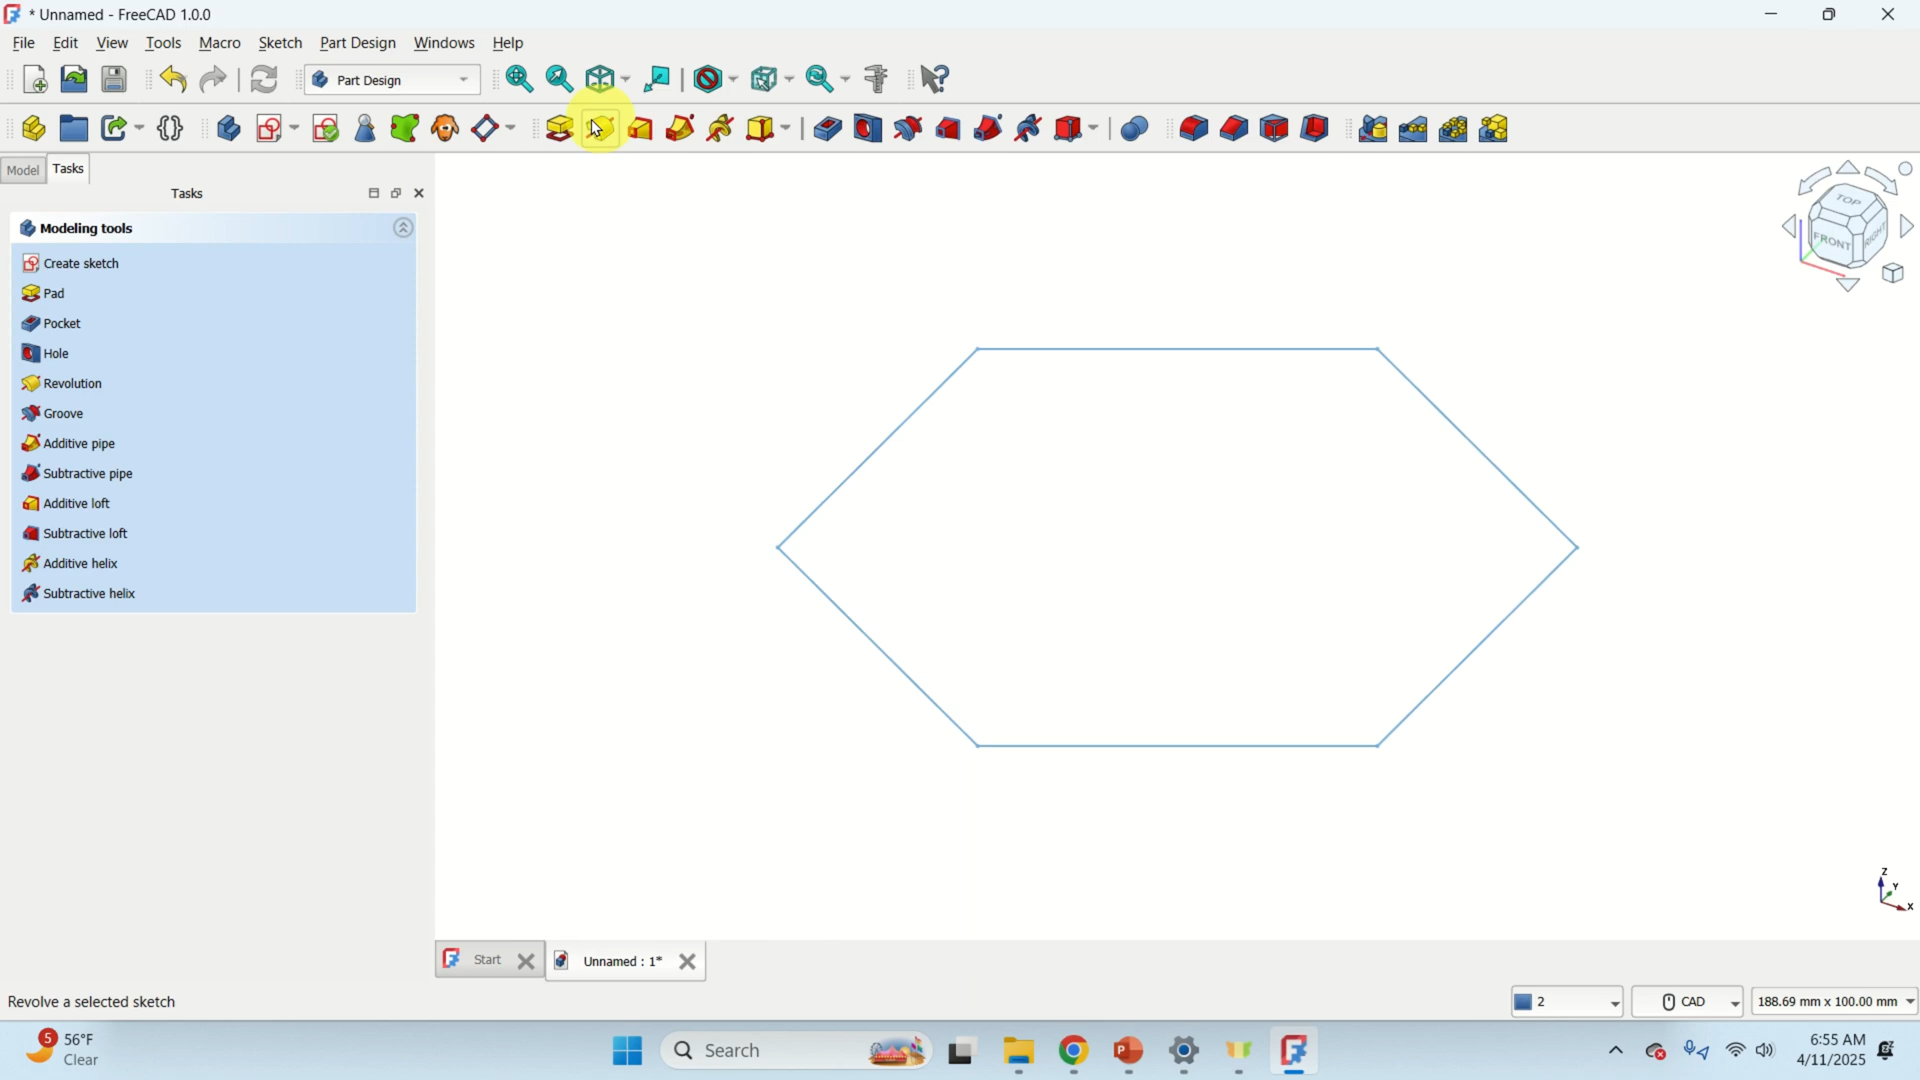 * Unnamed - FreeCAD 1.0.0
File Edit View Tools Macro Sketch Part Design Windows Help
Part Design
Model Tasks
Tasks
Modeling tools
Create sketch
Pad
Pocket
Hole
Revolution
Groove
Additive pipe
Subtractive pipe
Additive loft
Subtractive loft
Additive helix
Subtractive helix
TOP
FRONT RIGHT
Z
Y
X
Start Unnamed : 1*
Revolve a selected sketch
2 CAD 188.69 mm x 100.00 mm
5 56°F
Clear
Search
6:55 AM
4/11/2025